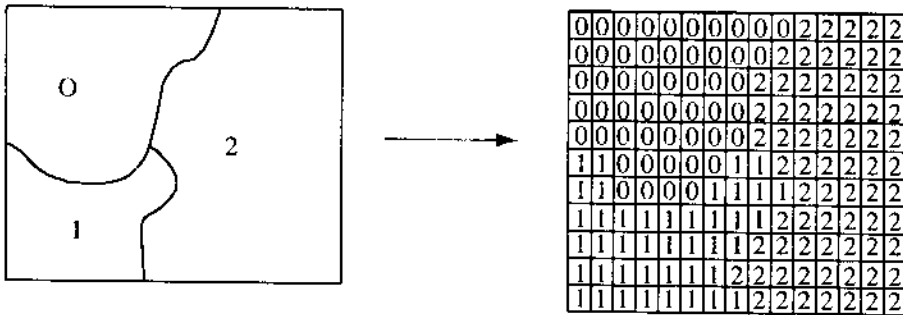 0
2
1
0 0 0 0 0 0 0 0 0 0 2 2 2 2 2
0 0 0 0 0 0 0 0 0 2 2 2 2 2 2
0 0 0 0 0 0 0 0 2 2 2 2 2 2 2
0 0 0 0 0 0 0 0 2 2 2 2 2 2 2
0 0 0 0 0 0 0 0 2 2 2 2 2 2 2
1 1 0 0 0 0 0 1 1 2 2 2 2 2 2
1 1 0 0 0 0 1 1 1 1 2 2 2 2 2
1 1 1 1 1 1 1 1 1 2 2 2 2 2 2
1 1 1 1 1 1 1 1 2 2 2 2 2 2 2
1 1 1 1 1 1 1 2 2 2 2 2 2 2 2
1 1 1 1 1 1 1 1 2 2 2 2 2 2 2